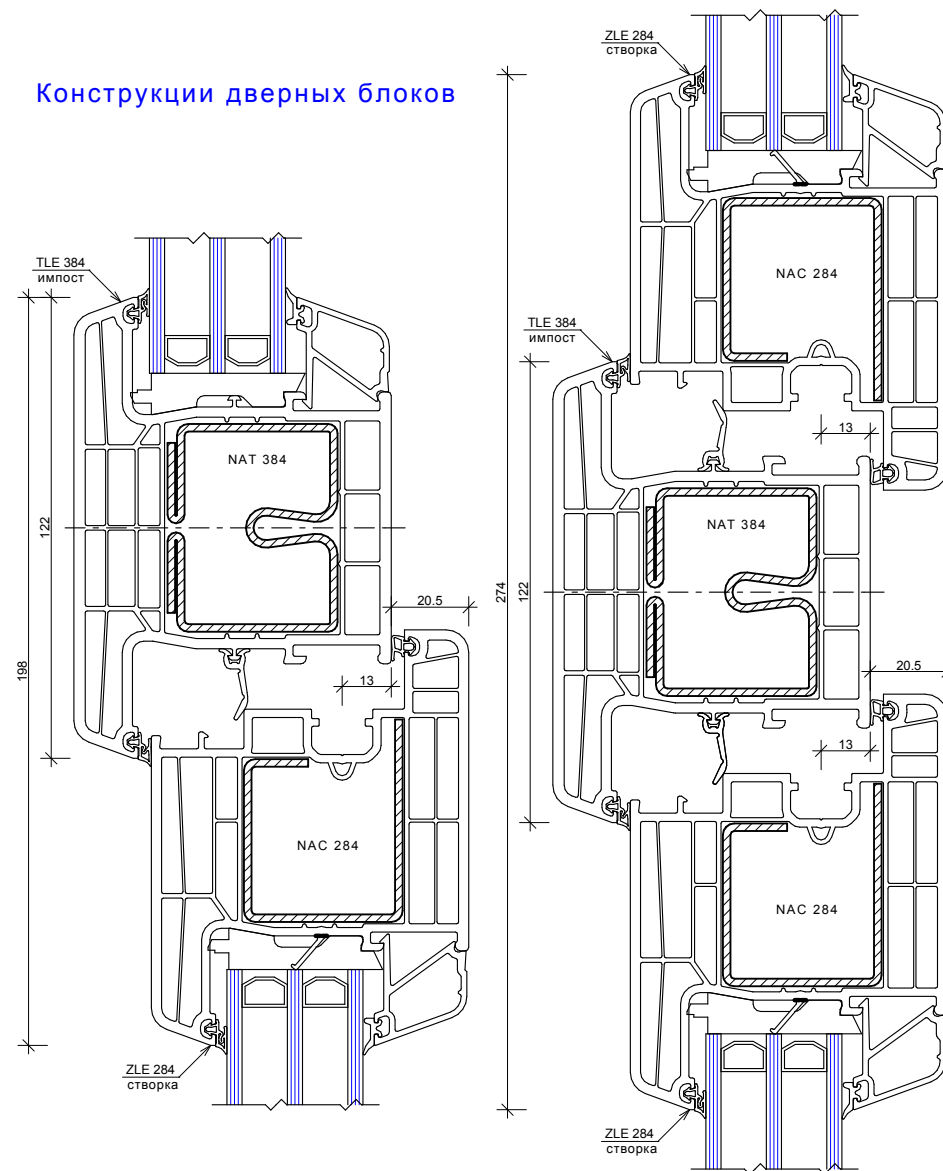 Конструкции дверных блоков
TLE 384
импост
NAT 384
122
198
20.5
13
NAC 284
ZLE 284
створка
ZLE 284
створка
NAC 284
TLE 384
импост
13
NAT 384
274
122
20.5
13
NAC 284
ZLE 284
створка